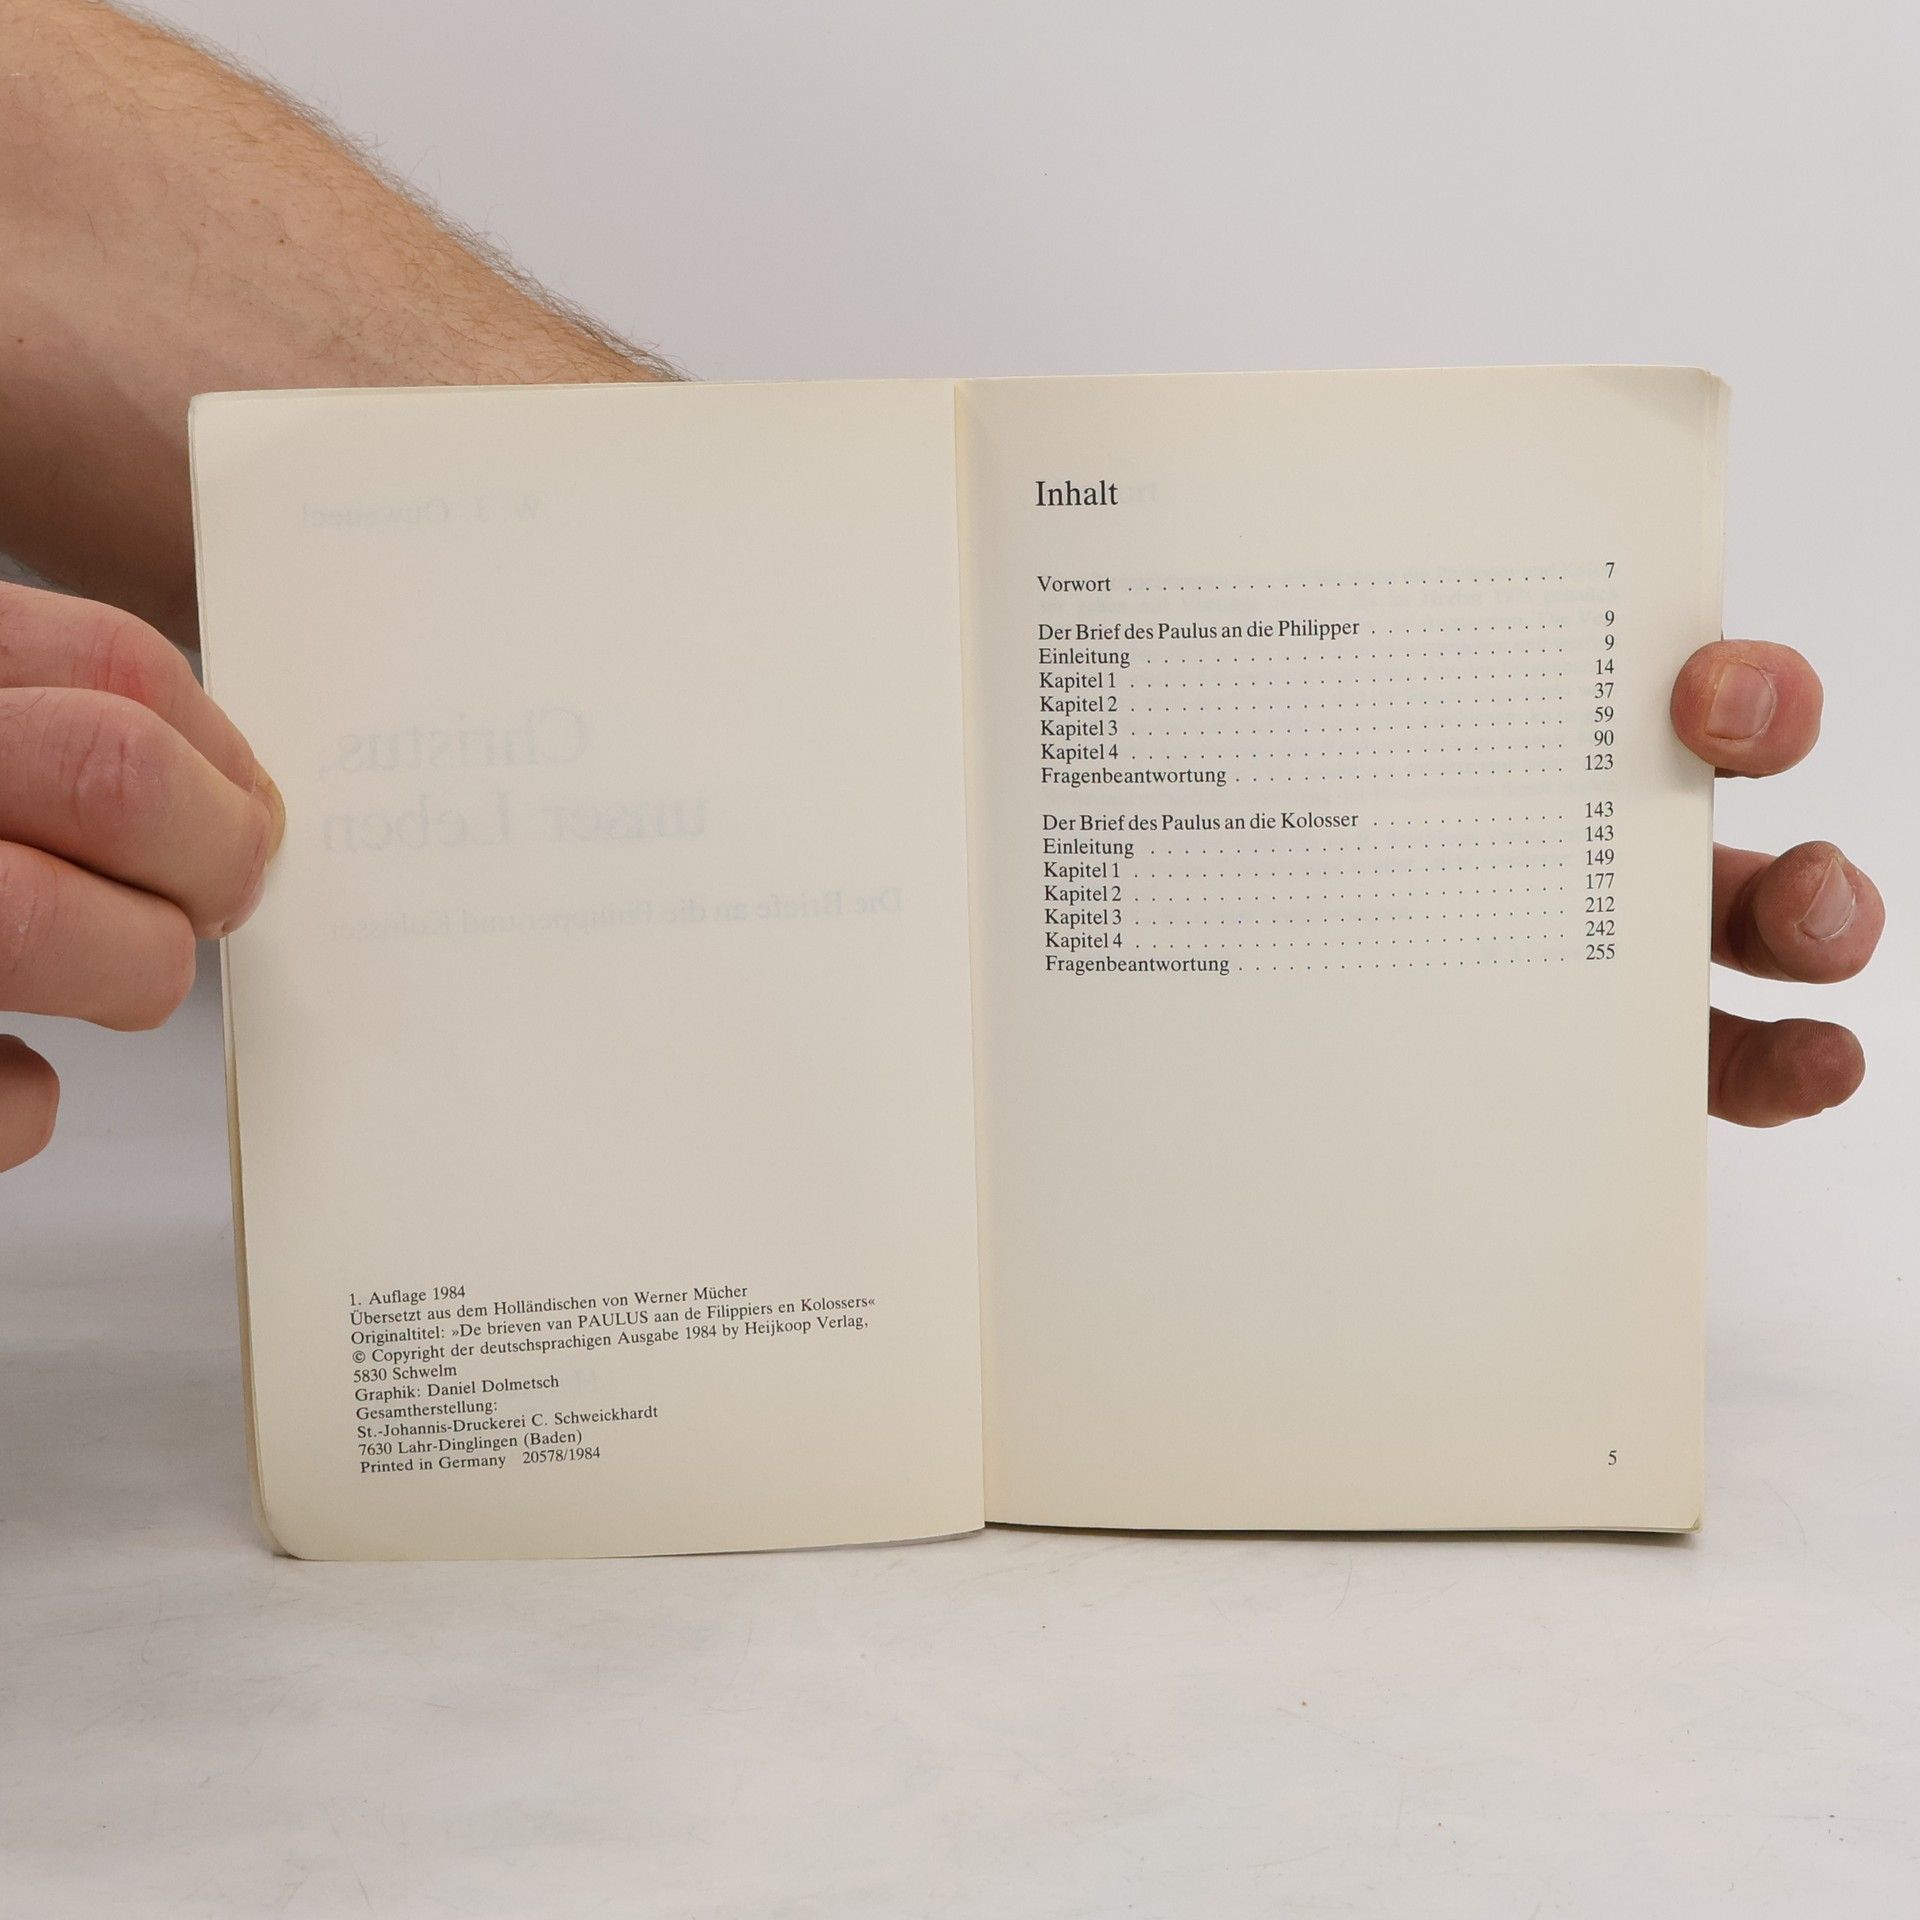 1. Auflage 1984
Übersetzt aus dem Holländischen von Werner Mücher
Originaltitel: »De brieven van PAULUS aan de Filippiers en Kolossers«
© Copyright der deutschsprachigen Ausgabe 1984 by Heijkoop Verlag,
5830 Schwelm
Graphik: Daniel Dolmetsch
Gesamtherstellung:
St.-Johannis-Druckerei C. Schweickhardt
7630 Lahr-Dinglingen (Baden)
Printed in Germany 20578/1984
Inhalt
Vorwort . . . . . . . . . . . . . . . . . . . . . . . . . . 7
Der Brief des Paulus an die Philipper . . . . . . . . . . . . 9
Einleitung . . . . . . . . . . . . . . . . . . . . . . . . . 9
Kapitel 1 . . . . . . . . . . . . . . . . . . . . . . . . . . 14
Kapitel 2 . . . . . . . . . . . . . . . . . . . . . . . . . . 37
Kapitel 3 . . . . . . . . . . . . . . . . . . . . . . . . . . 59
Kapitel 4 . . . . . . . . . . . . . . . . . . . . . . . . . . 90
Fragenbeantwortung . . . . . . . . . . . . . . . . . . . . 123
Der Brief des Paulus an die Kolosser . . . . . . . . . . . . 143
Einleitung . . . . . . . . . . . . . . . . . . . . . . . . . 143
Kapitel 1 . . . . . . . . . . . . . . . . . . . . . . . . . . 149
Kapitel 2 . . . . . . . . . . . . . . . . . . . . . . . . . . 177
Kapitel 3 . . . . . . . . . . . . . . . . . . . . . . . . . . 212
Kapitel 4 . . . . . . . . . . . . . . . . . . . . . . . . . . 242
Fragenbeantwortung . . . . . . . . . . . . . . . . . . . . 255
5